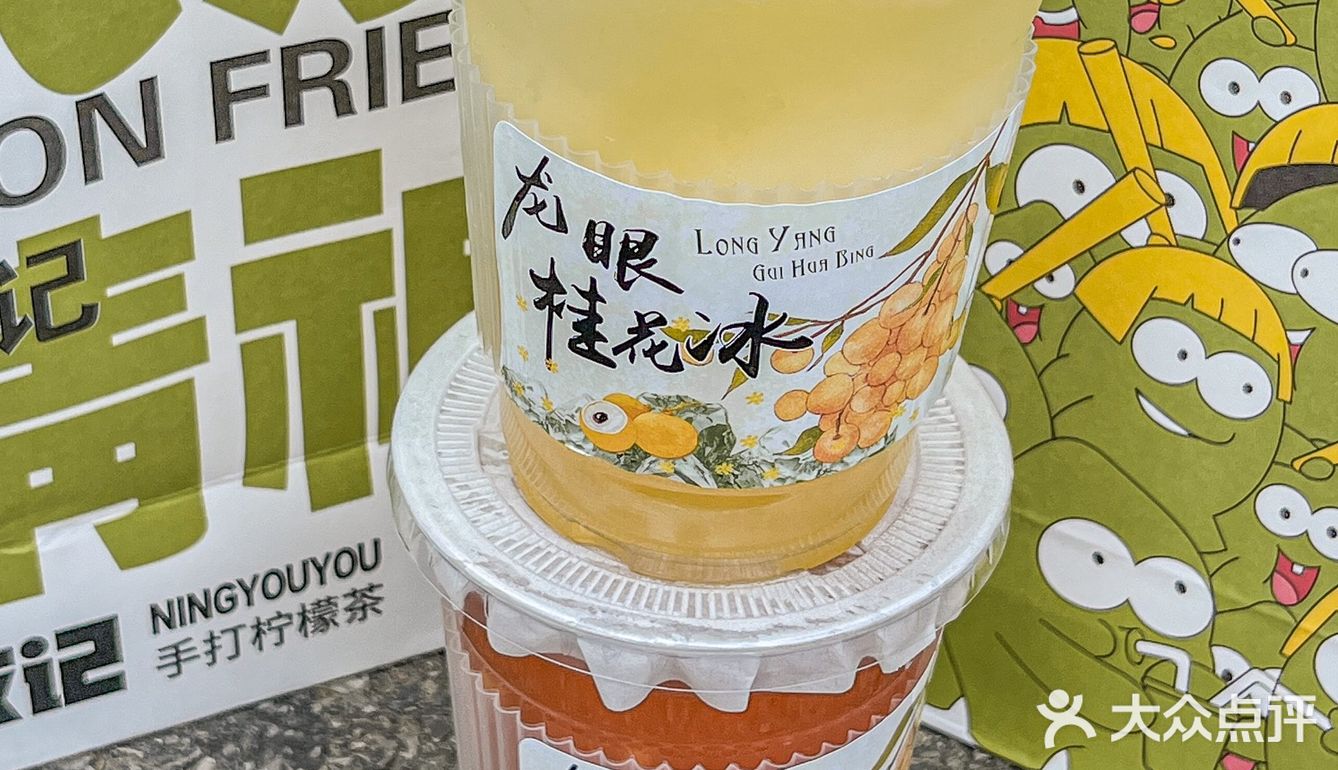 ON FRIE
记
NINGYOUYOU
手打柠檬茶
记
龙眼
桂花冰
LONG YANG
GUI HUA BING
大众点评